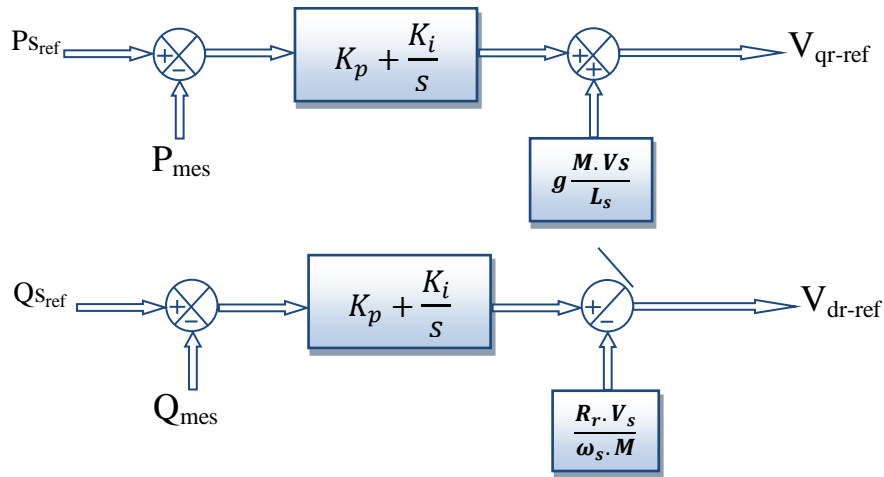 Ps_ref
+
−
K_p + K_i/s
+
+
V_qr-ref
P_mes
g M.Vs/L_s
Qs_ref
+
−
K_p + K_i/s
+
−
V_dr-ref
Q_mes
R_r.V_s/ω_s.M